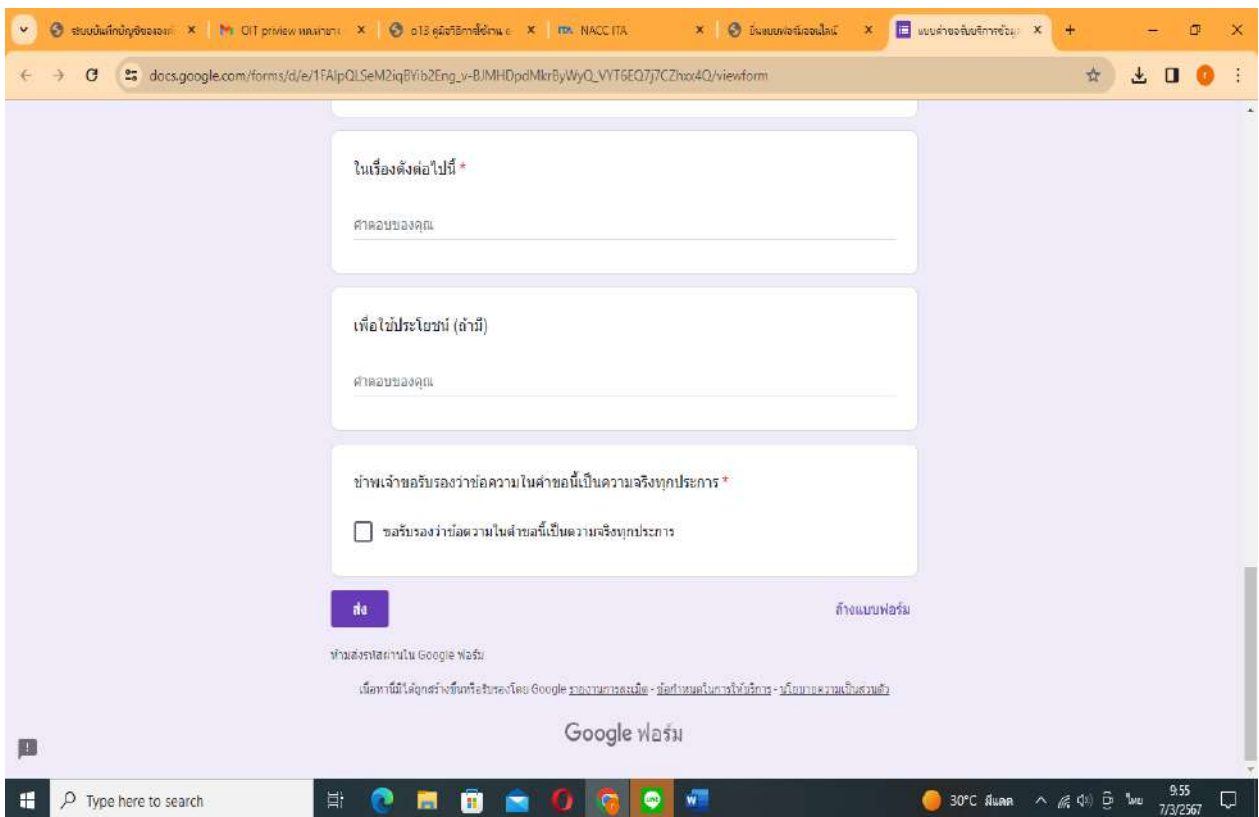 OIT priview
NACC ITA
docs.google.com/forms/d/e/1FAIpQLSeM2iqBYib2Eng_v-BJMHDpdMkrByWyQ_VYT6EQ7j7CZhxx4Q/viewform
ในเรื่องดังต่อไปนี้ *
คำตอบของคุณ
เพื่อใช้ประโยชน์ (ถ้ามี)
คำตอบของคุณ
ข้าพเจ้าขอรับรองว่าข้อความในคำขอนี้เป็นความจริงทุกประการ *
ขอรับรองว่าข้อความในคำขอนี้เป็นความจริงทุกประการ
ส่ง
ล้างแบบฟอร์ม
ห้ามส่งรหัสผ่านใน Google ฟอร์ม
เนื้อหานี้มิได้ถูกสร้างขึ้นหรือรับรองโดย Google รายงานการละเมิด - ข้อกำหนดในการให้บริการ - นโยบายความเป็นส่วนตัว
Google ฟอร์ม
Type here to search
30°C มีแดด
ไทย
9:55
7/3/2567